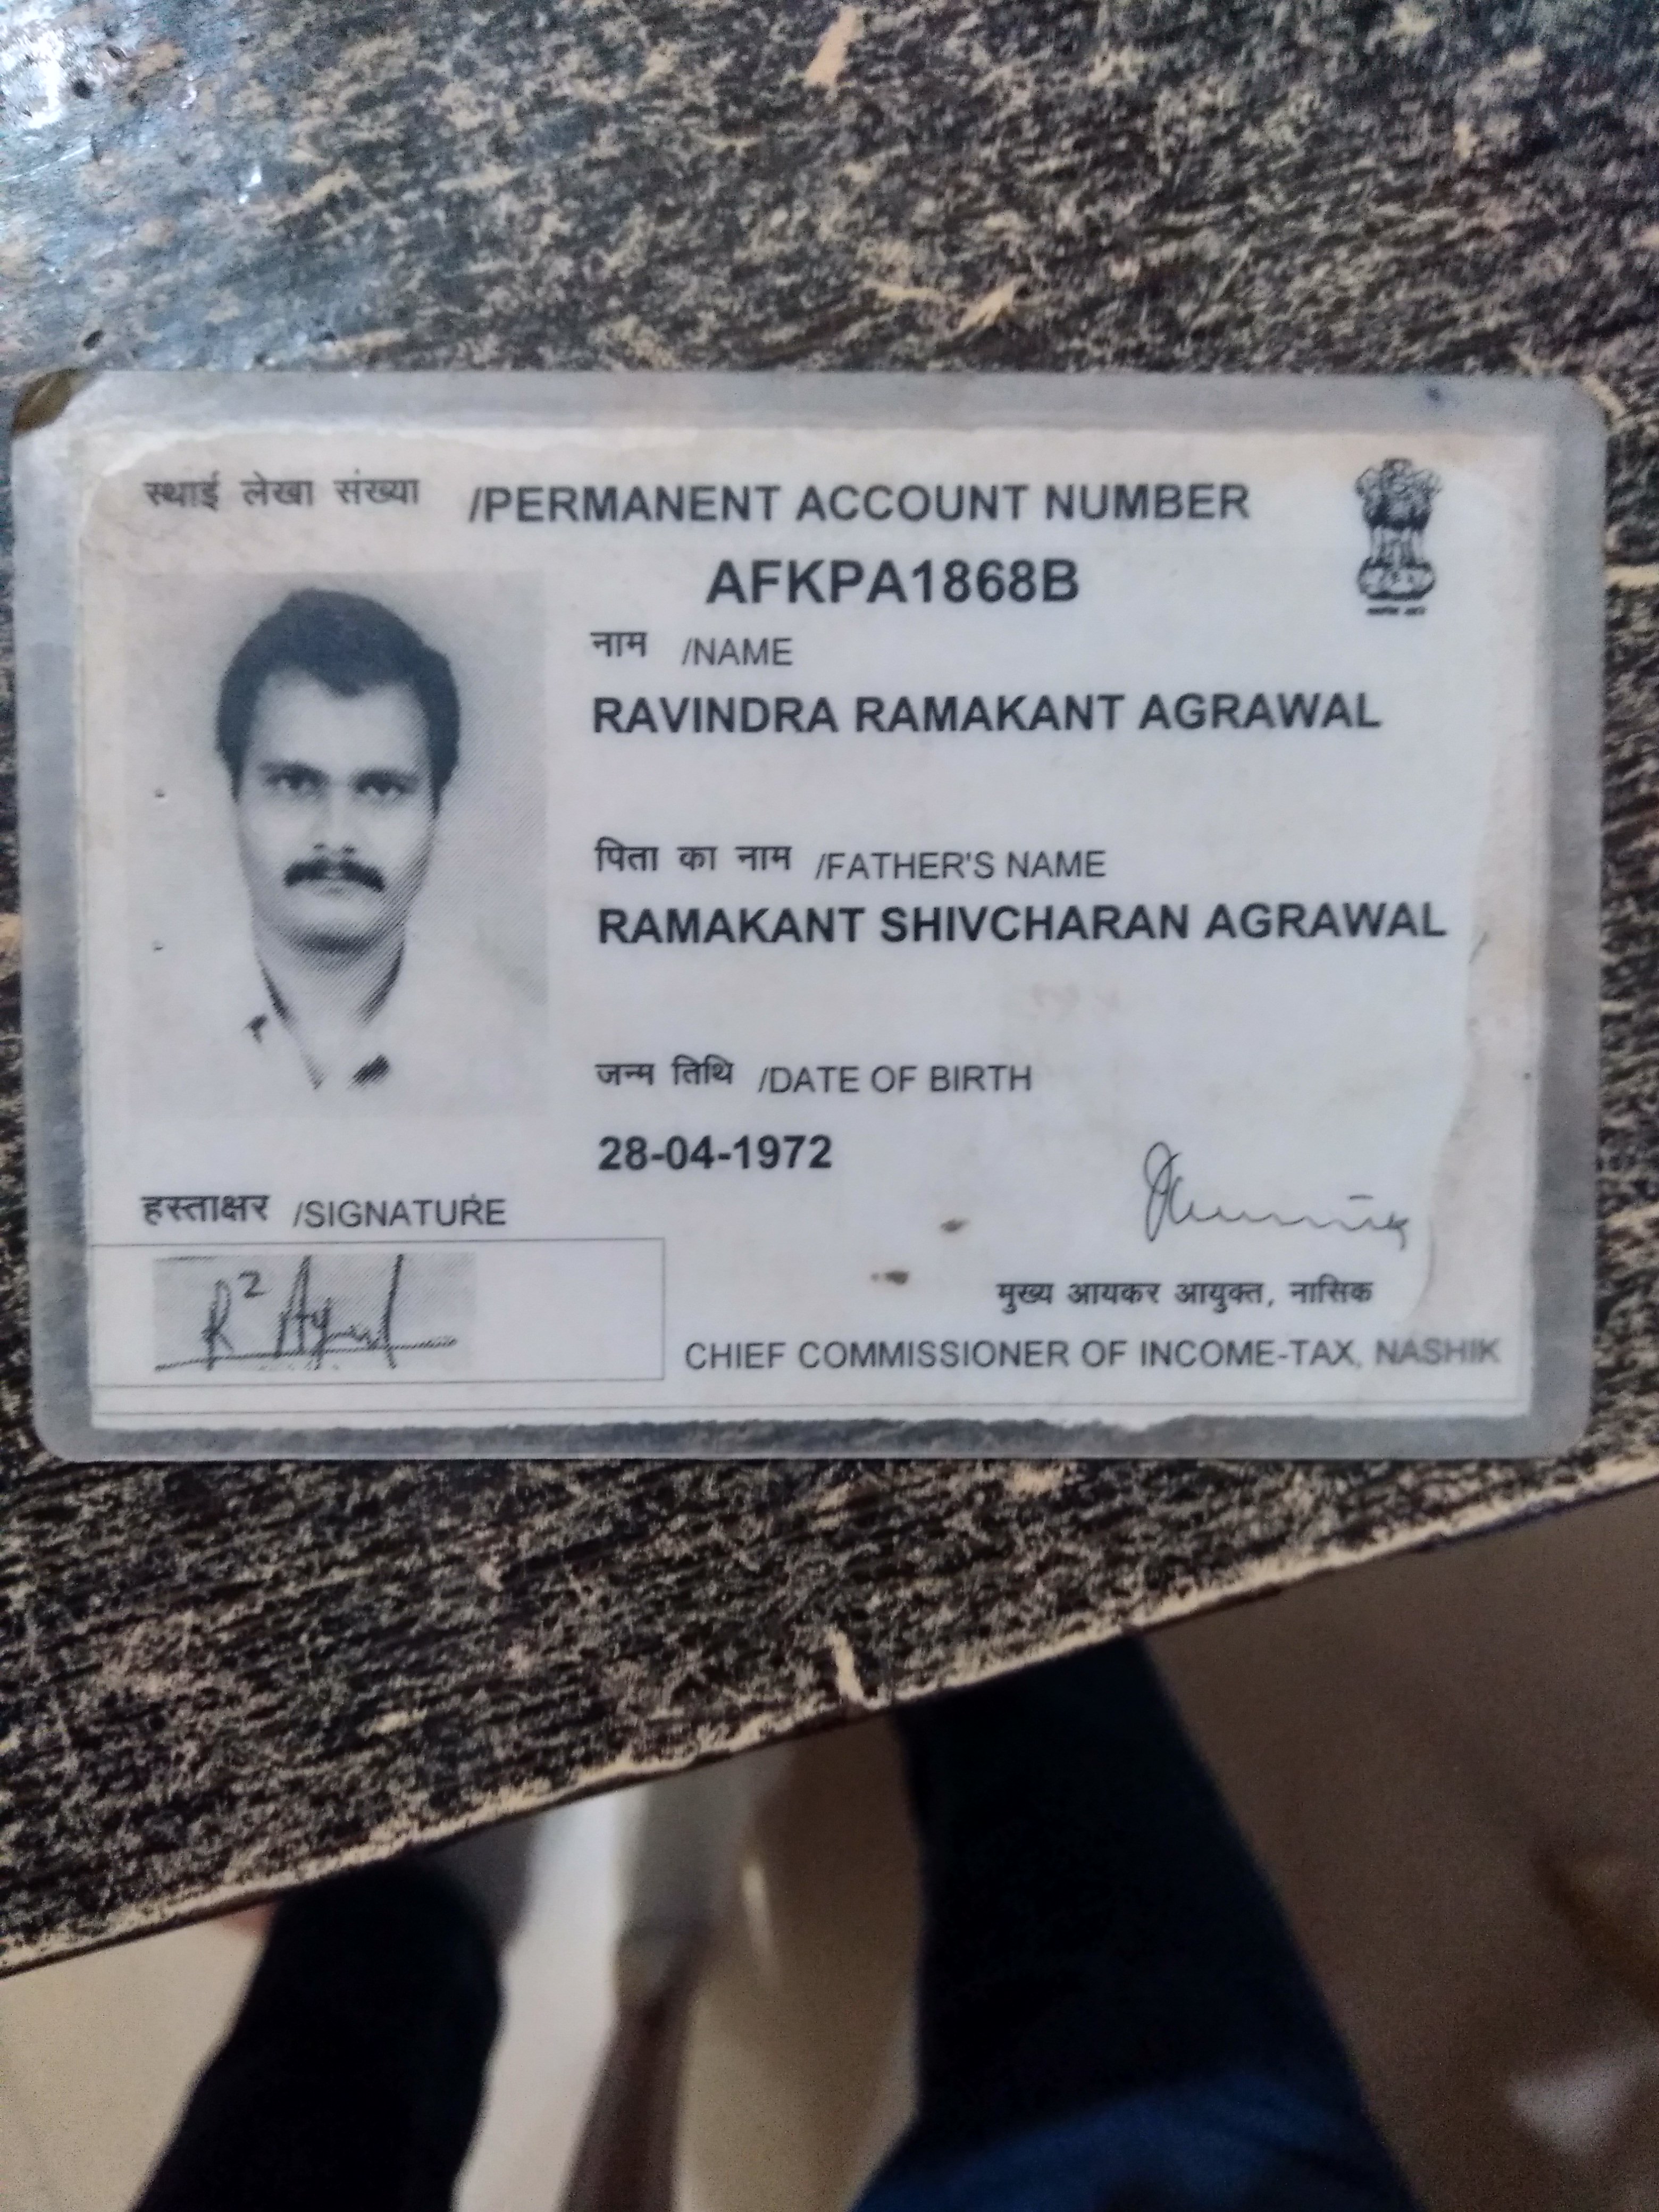 स्थाई लेखा संख्या /PERMANENT ACCOUNT NUMBER
AFKPA1868B
नाम /NAME
RAVINDRA RAMAKANT AGRAWAL
पिता का नाम /FATHER'S NAME
RAMAKANT SHIVCHARAN AGRAWAL
जन्म तिथि /DATE OF BIRTH
28-04-1972
हस्ताक्षर /SIGNATURE
मुख्य आयकर आयुक्त, नासिक
CHIEF COMMISSIONER OF INCOME-TAX, NASHIK